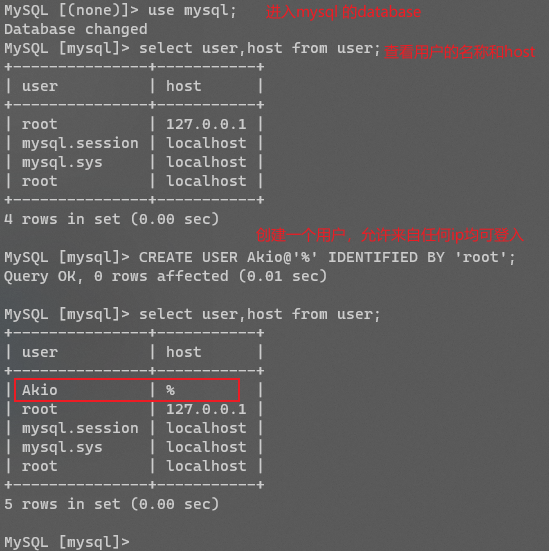 MySQL [(none)]> use mysql; 进入mysql 的database
Database changed
MySQL [mysql]> select user,host from user; 查看用户的名称和host
+---------------+-----------+
| user          | host      |
+---------------+-----------+
| root          | 127.0.0.1 |
| mysql.session | localhost |
| mysql.sys     | localhost |
| root          | localhost |
+---------------+-----------+
4 rows in set (0.00 sec)
创建一个用户，允许来自任何ip均可登入
MySQL [mysql]> CREATE USER Akio@'%' IDENTIFIED BY 'root';
Query OK, 0 rows affected (0.01 sec)
MySQL [mysql]> select user,host from user;
+---------------+-----------+
| user          | host      |
+---------------+-----------+
| Akio          | %         |
| root          | 127.0.0.1 |
| mysql.session | localhost |
| mysql.sys     | localhost |
| root          | localhost |
+---------------+-----------+
5 rows in set (0.00 sec)
MySQL [mysql]>